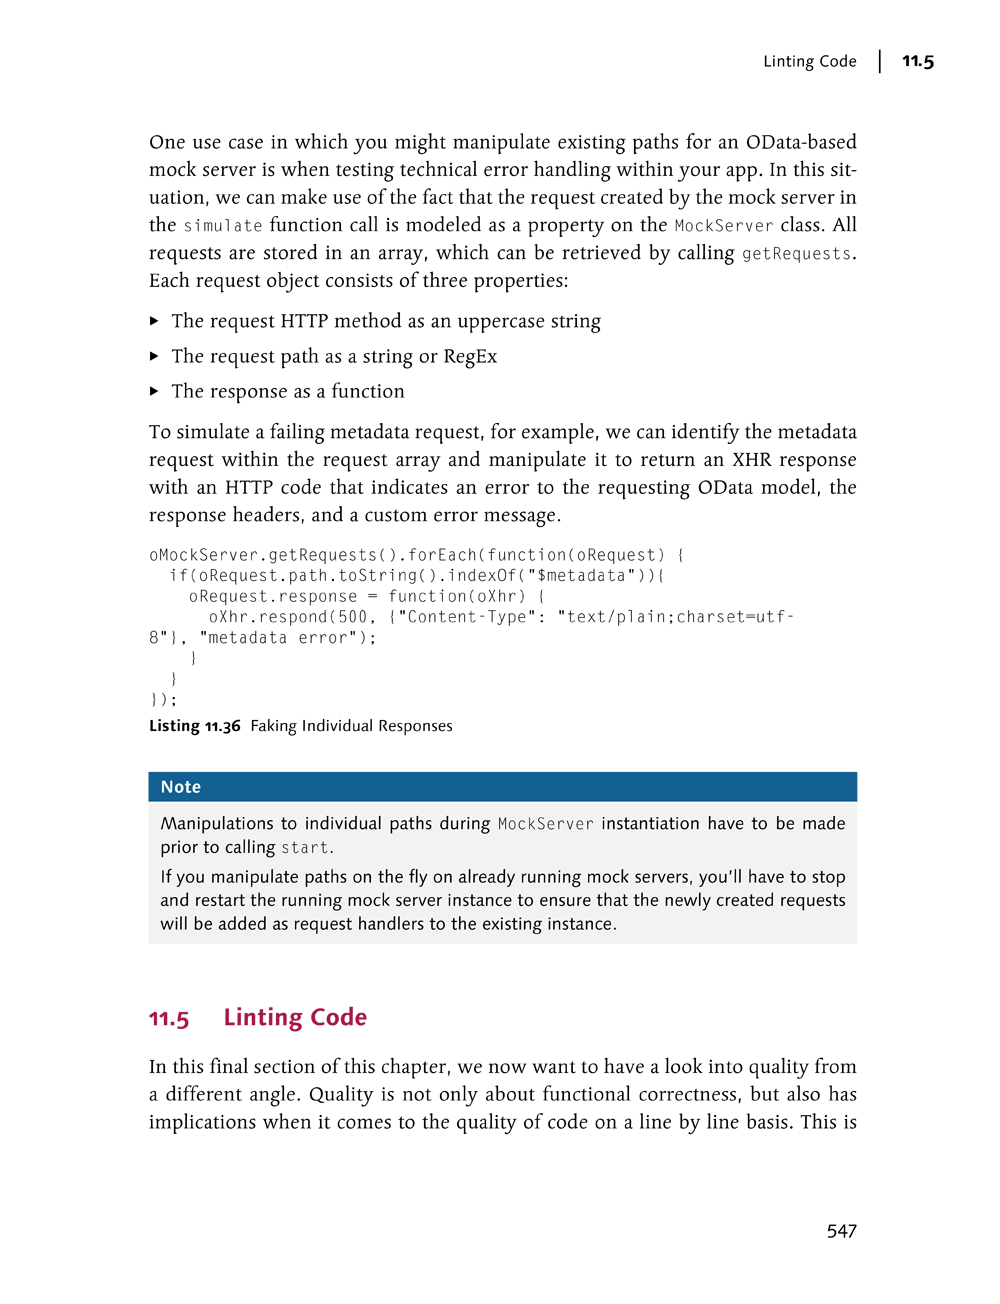 Linting Code | 11.5
One use case in which you might manipulate existing paths for an OData-based
mock server is when testing technical error handling within your app. In this sit-
uation, we can make use of the fact that the request created by the mock server in
the simulate function call is modeled as a property on the MockServer class. All
requests are stored in an array, which can be retrieved by calling getRequests.
Each request object consists of three properties:
▶ The request HTTP method as an uppercase string
▶ The request path as a string or RegEx
▶ The response as a function
To simulate a failing metadata request, for example, we can identify the metadata
request within the request array and manipulate it to return an XHR response
with an HTTP code that indicates an error to the requesting OData model, the
response headers, and a custom error message.
oMockServer.getRequests().forEach(function(oRequest) {
  if(oRequest.path.toString().indexOf("$metadata")){
    oRequest.response = function(oXhr) {
      oXhr.respond(500, {"Content-Type": "text/plain;charset=utf-
8"}, "metadata error");
    }
  }
});
Listing 11.36 Faking Individual Responses
Note
Manipulations to individual paths during MockServer instantiation have to be made
prior to calling start.
If you manipulate paths on the fly on already running mock servers, you'll have to stop
and restart the running mock server instance to ensure that the newly created requests
will be added as request handlers to the existing instance.
11.5 Linting Code
In this final section of this chapter, we now want to have a look into quality from
a different angle. Quality is not only about functional correctness, but also has
implications when it comes to the quality of code on a line by line basis. This is
547